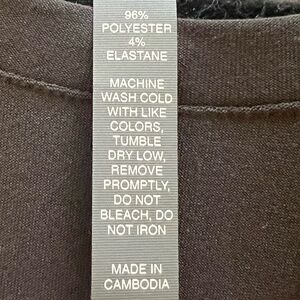 96%
POLYESTER
4%
ELASTANE
MACHINE
WASH COLD
WITH LIKE
COLORS,
TUMBLE
DRY LOW,
REMOVE
PROMPTLY,
DO NOT
BLEACH, DO
NOT IRON
MADE IN
CAMBODIA